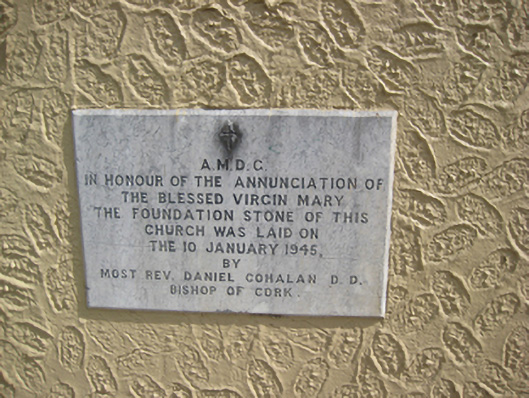 A.M.D.G.
IN HONOUR OF THE ANNUNCIATION OF
THE BLESSED VIRGIN MARY
THE FOUNDATION STONE OF THIS
CHURCH WAS LAID ON
THE 10 JANUARY 1945,
BY
MOST REV. DANIEL COHALAN D. D.
BISHOP OF CORK.